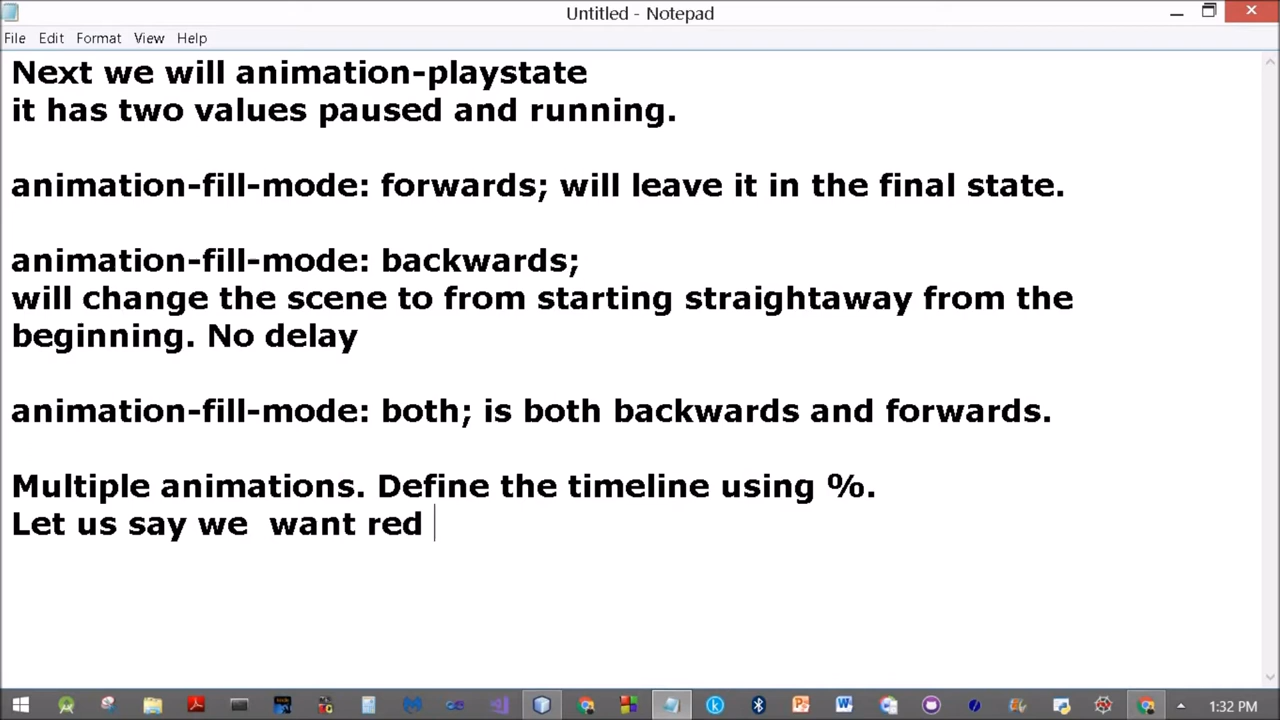 Untitled - Notepad
File Edit Format View Help
Next we will animation-playstate
it has two values paused and running.
animation-fill-mode: forwards; will leave it in the final state.
animation-fill-mode: backwards;
will change the scene to from starting straightaway from the
beginning. No delay
animation-fill-mode: both; is both backwards and forwards.
Multiple animations. Define the timeline using %.
Let us say we  want red
1:32 PM